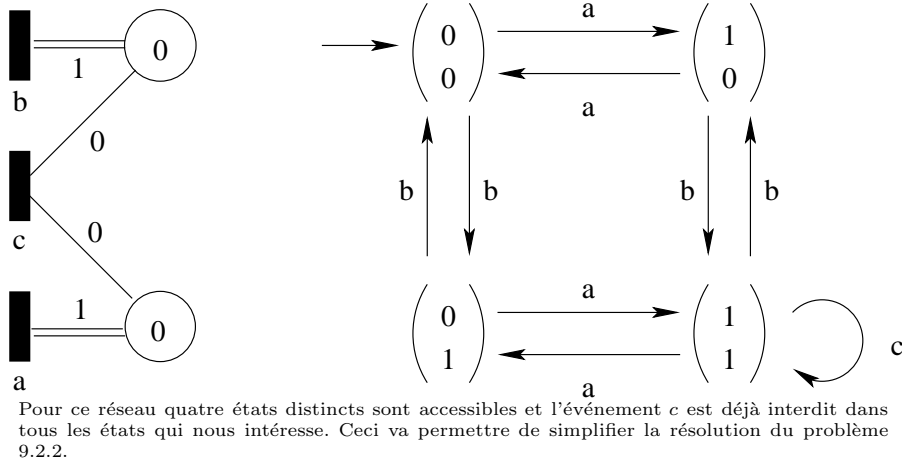 b
1
0
0
c
0
1
0
a
0
0
a
a
1
0
b
b
b
b
0
1
a
a
1
1
c
Pour ce réseau quatre états distincts sont accessibles et l'événement c est déjà interdit dans
tous les états qui nous intéresse. Ceci va permettre de simplifier la résolution du problème
9.2.2.